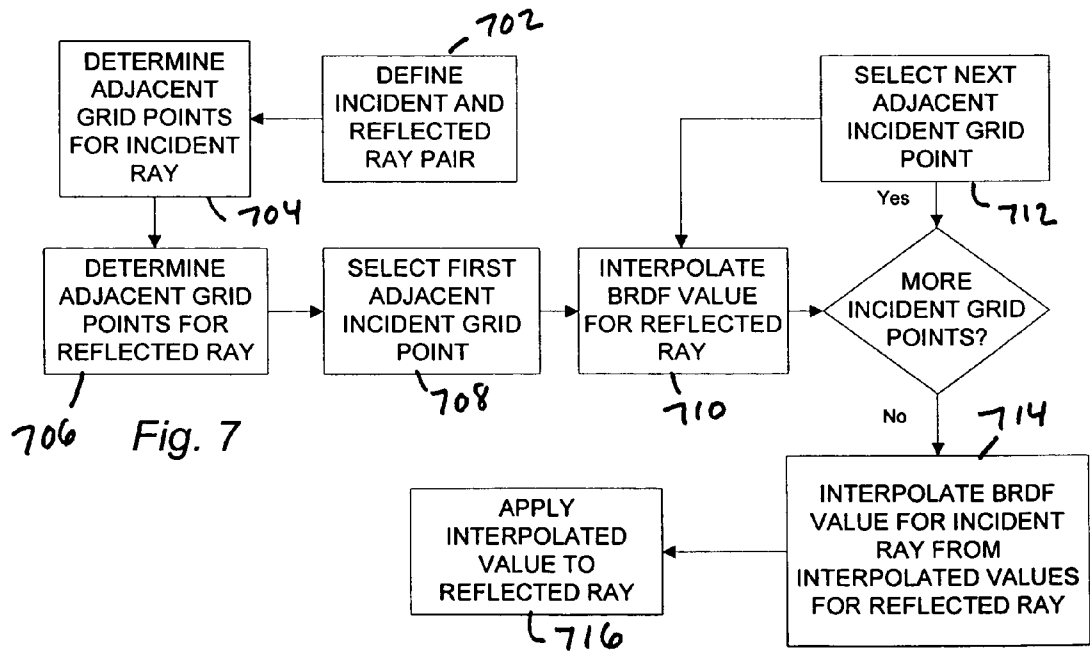 702
DEFINE
INCIDENT AND
REFLECTED
RAY PAIR
DETERMINE
ADJACENT
GRID POINTS
FOR INCIDENT
RAY
704
DETERMINE
ADJACENT GRID
POINTS FOR
REFLECTED RAY
706
SELECT FIRST
ADJACENT
INCIDENT GRID
POINT
708
INTERPOLATE
BRDF VALUE
FOR REFLECTED
RAY
710
MORE
INCIDENT GRID
POINTS?
Yes
SELECT NEXT
ADJACENT
INCIDENT GRID
POINT
712
No
714
INTERPOLATE BRDF
VALUE FOR INCIDENT
RAY FROM
INTERPOLATED VALUES
FOR REFLECTED RAY
APPLY
INTERPOLATED
VALUE TO
REFLECTED RAY
716
Fig. 7